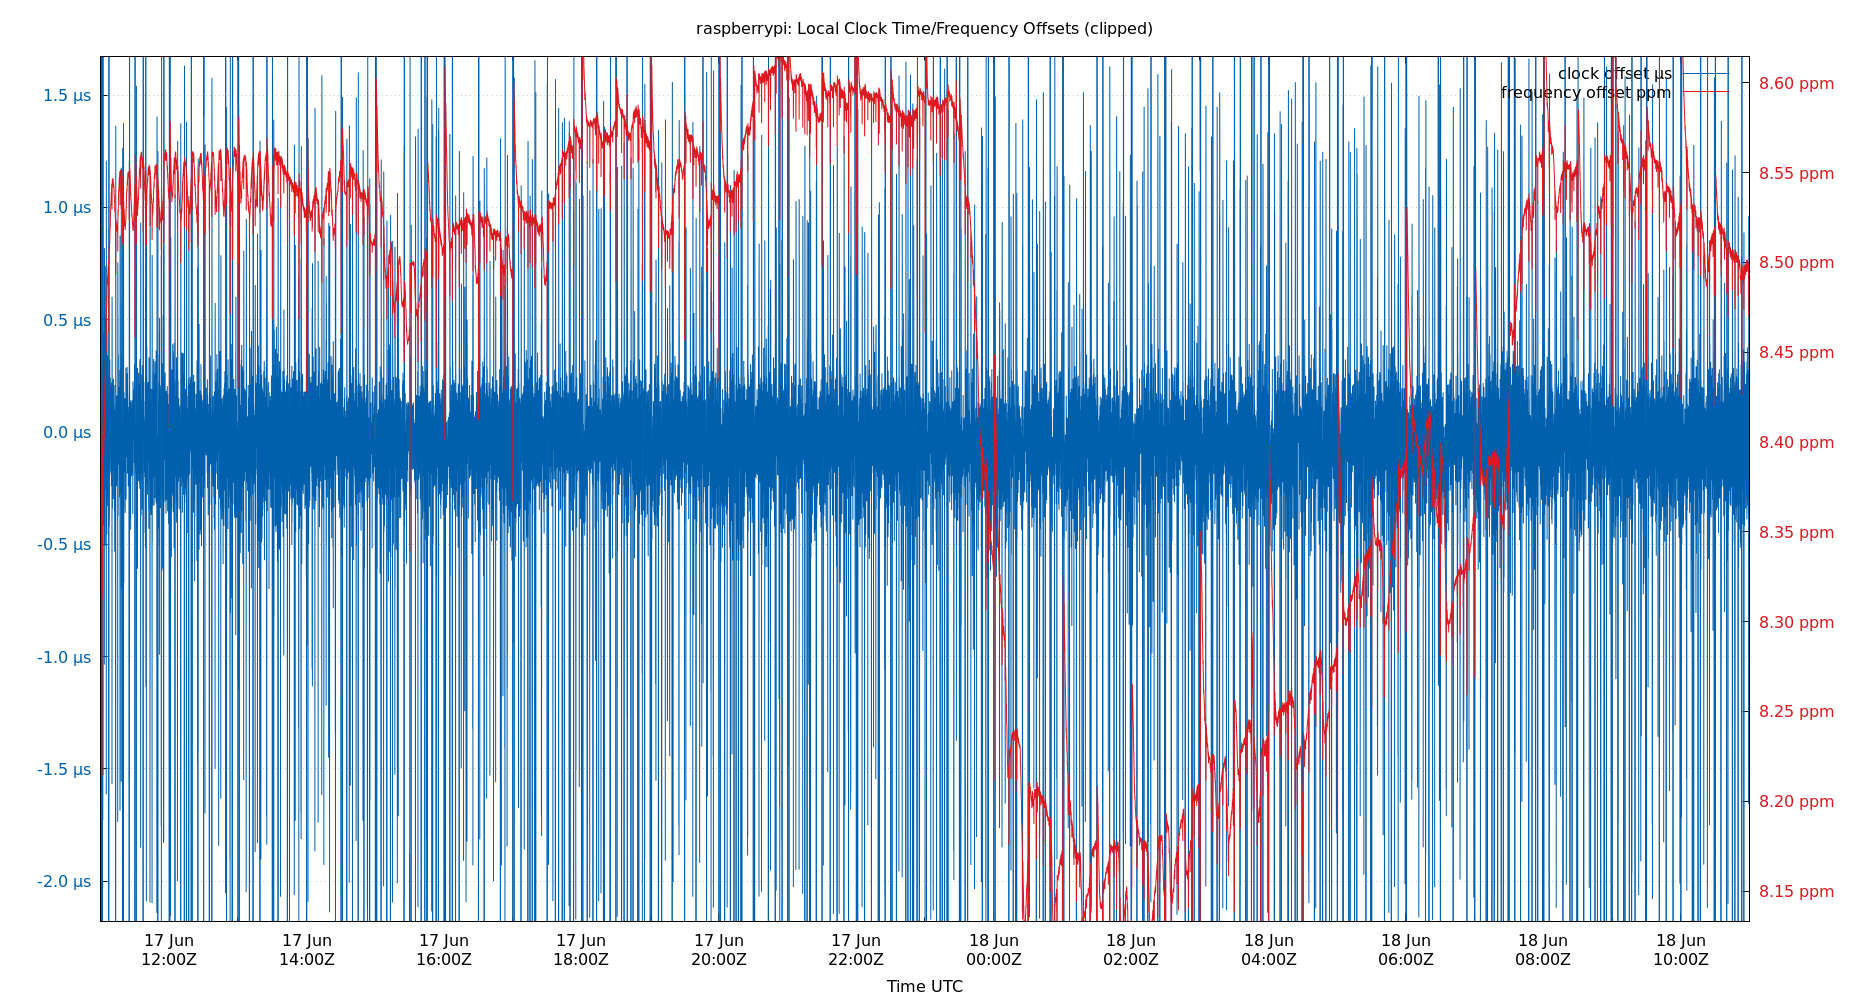 raspberrypi: Local Clock Time/Frequency Offsets (clipped)
clock offset µs
frequency offset ppm
1.5 µs
1.0 µs
0.5 µs
0.0 µs
-0.5 µs
-1.0 µs
-1.5 µs
-2.0 µs
8.60 ppm
8.55 ppm
8.50 ppm
8.45 ppm
8.40 ppm
8.35 ppm
8.30 ppm
8.25 ppm
8.20 ppm
8.15 ppm
17 Jun 17 Jun 17 Jun 17 Jun 17 Jun 17 Jun 18 Jun 18 Jun 18 Jun 18 Jun 18 Jun 18 Jun
12:00Z 14:00Z 16:00Z 18:00Z 20:00Z 22:00Z 00:00Z 02:00Z 04:00Z 06:00Z 08:00Z 10:00Z
Time UTC